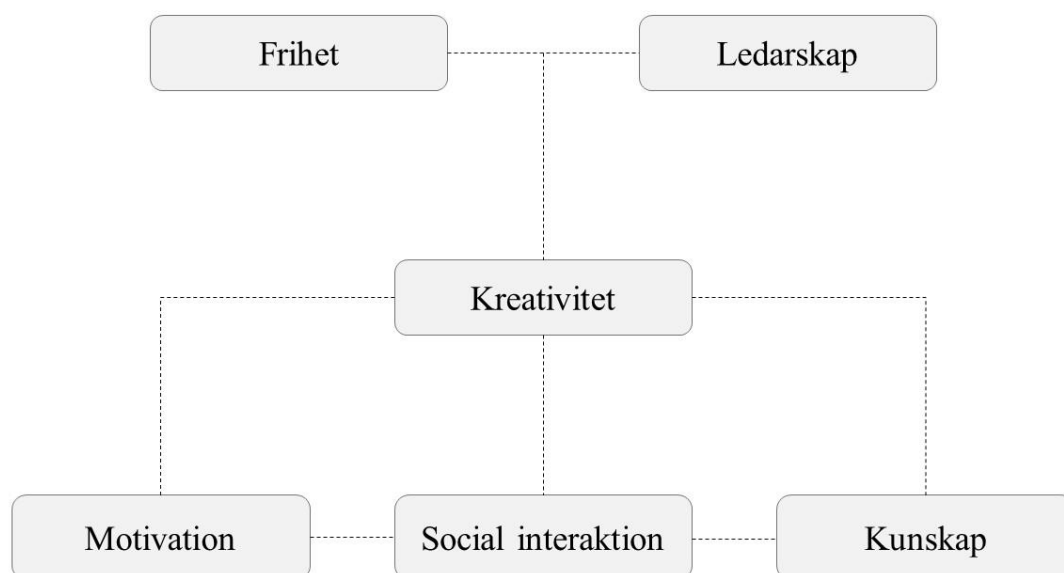 Frihet
Ledarskap
Kreativitet
Motivation
Social interaktion
Kunskap